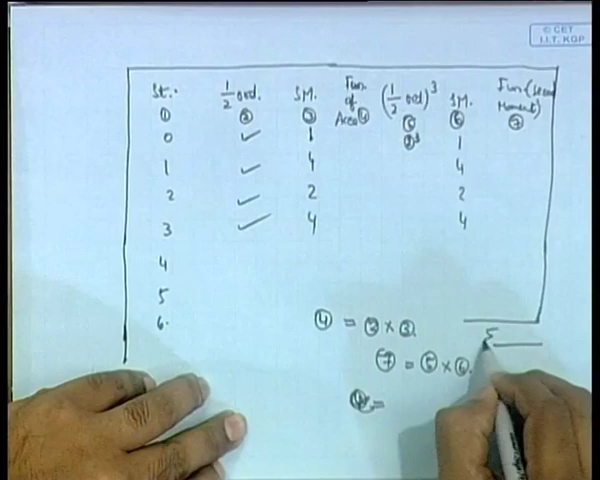 © CET
I.I.T. KGP
St. 1/2 ord. S.M. Fun. of Area ④ (1/2 ord)³ S.M. Fun (second Moment)
① ② ③ ⑤ ⑥ ⑦
0 ✓ 1 ②³ 1
1 ✓ 4 4
2 ✓ 2 2
3 ✓ 4 4
4
5
6.
④ = ② × ③.
⑦ = ⑤ × ⑥.
=